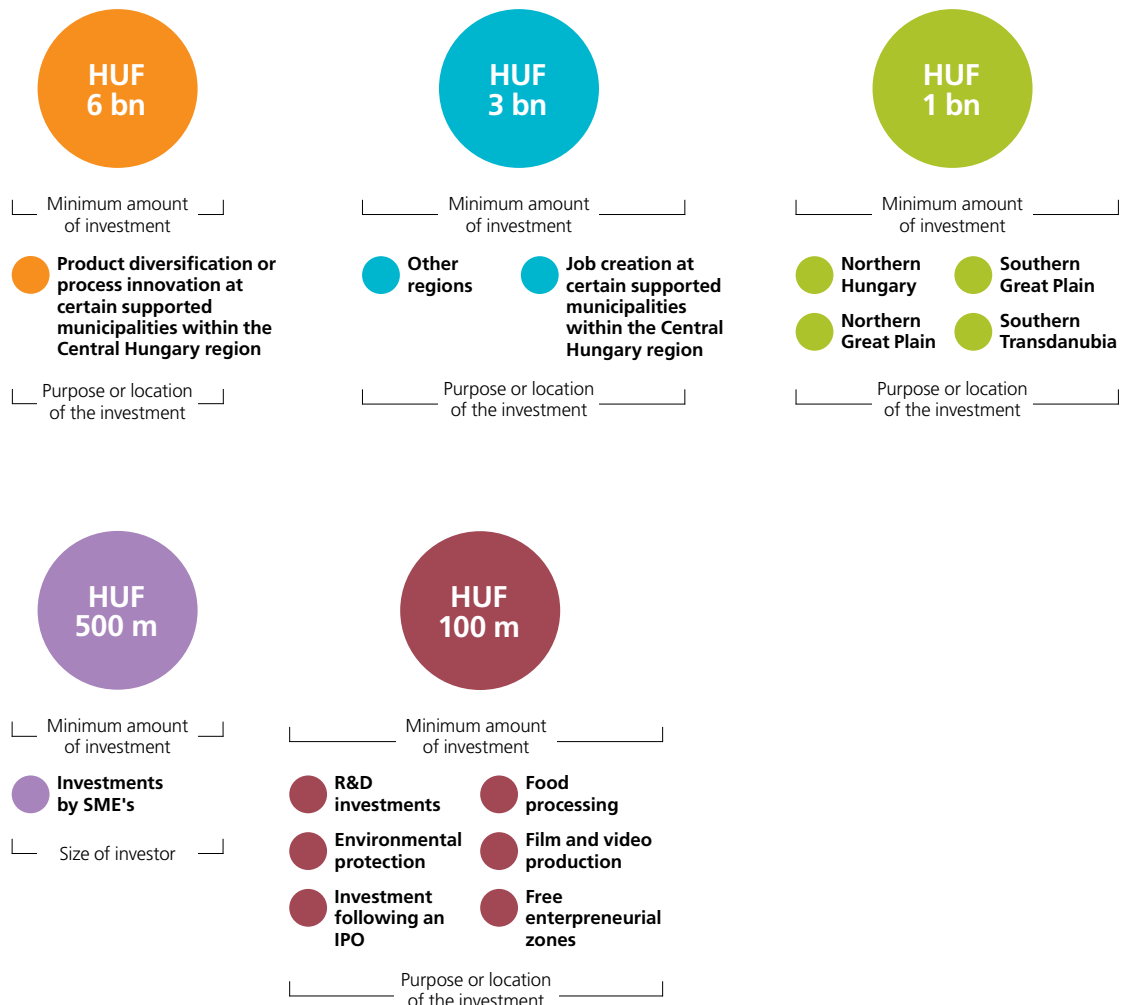 HUF
6 bn
Minimum amount
of investment
Product diversification or
process innovation at
certain supported
municipalities within the
Central Hungary region
Purpose or location
of the investment
HUF
3 bn
Minimum amount
of investment
Other
regions
Job creation at
certain supported
municipalities
within the Central
Hungary region
Purpose or location
of the investment
HUF
1 bn
Minimum amount
of investment
Northern
Hungary
Southern
Great Plain
Northern
Great Plain
Southern
Transdanubia
Purpose or location
of the investment
HUF
500 m
Minimum amount
of investment
Investments
by SME's
Size of investor
HUF
100 m
Minimum amount
of investment
R&D
investments
Food
processing
Environmental
protection
Film and video
production
Investment
following an
IPO
Free
enterpreneurial
zones
Purpose or location
of the investment